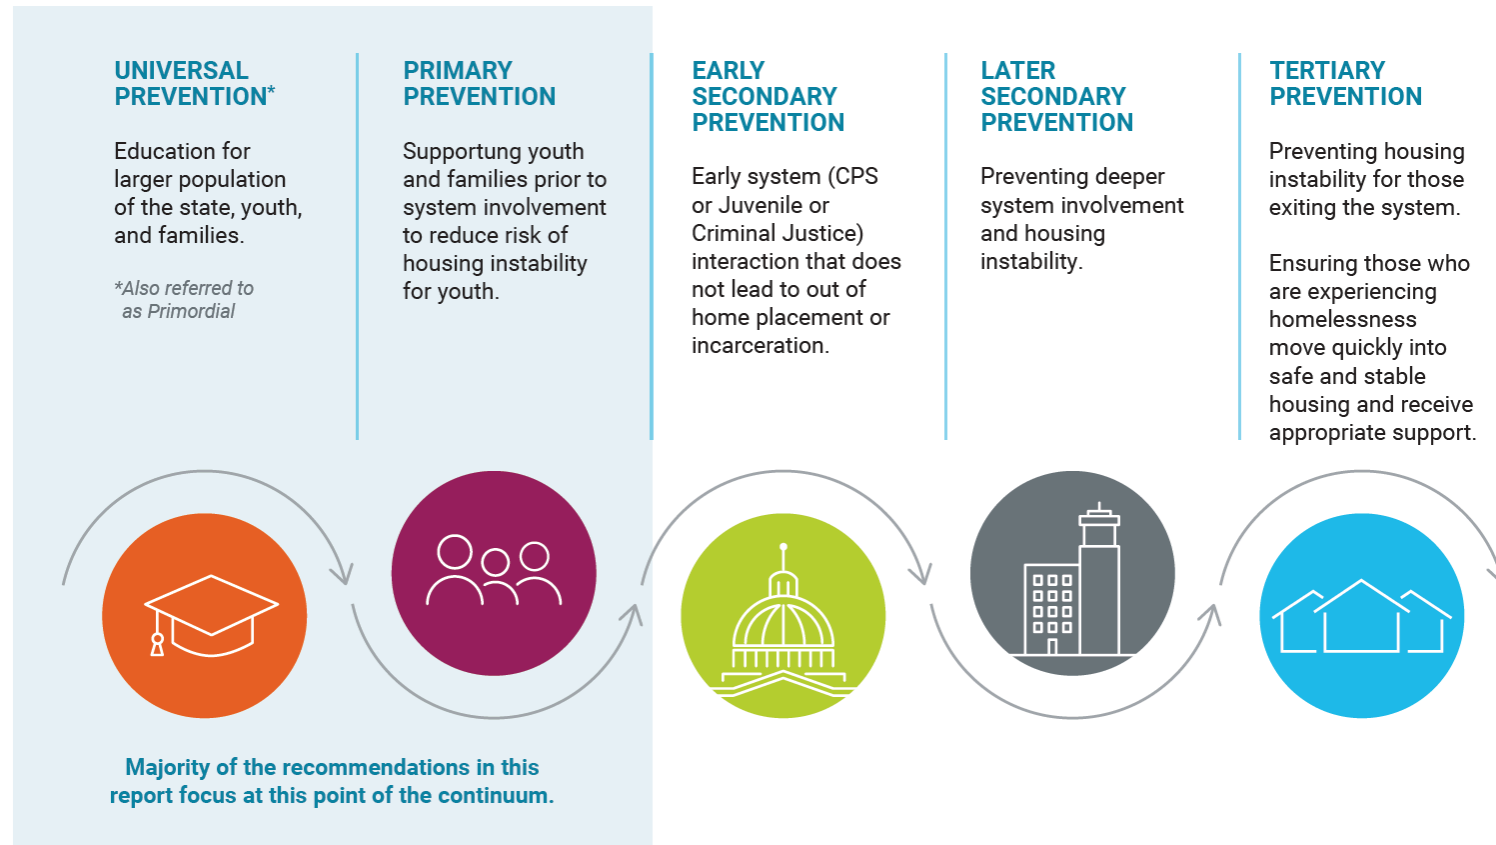 UNIVERSAL
PREVENTION*
Education for
larger population
of the state, youth,
and families.
*Also referred to
as Primordial
PRIMARY
PREVENTION
Supportung youth
and families prior to
system involvement
to reduce risk of
housing instability
for youth.
EARLY
SECONDARY
PREVENTION
Early system (CPS
or Juvenile or
Criminal Justice)
interaction that does
not lead to out of
home placement or
incarceration.
LATER
SECONDARY
PREVENTION
Preventing deeper
system involvement
and housing
instability.
TERTIARY
PREVENTION
Preventing housing
instability for those
exiting the system.
Ensuring those who
are experiencing
homelessness
move quickly into
safe and stable
housing and receive
appropriate support.
Majority of the recommendations in this
report focus at this point of the continuum.